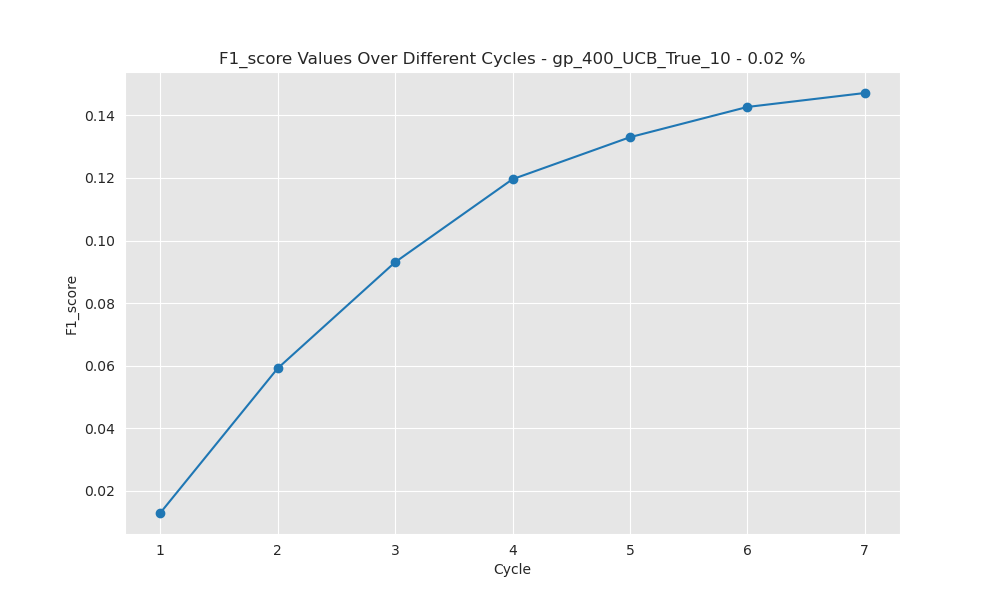 F1_score Values Over Different Cycles - gp_400_UCB_True_10 - 0.02 %
0.14
0.12
0.10
0.08
0.06
0.04
0.02
F1_score
1 2 3 4 5 6 7
Cycle